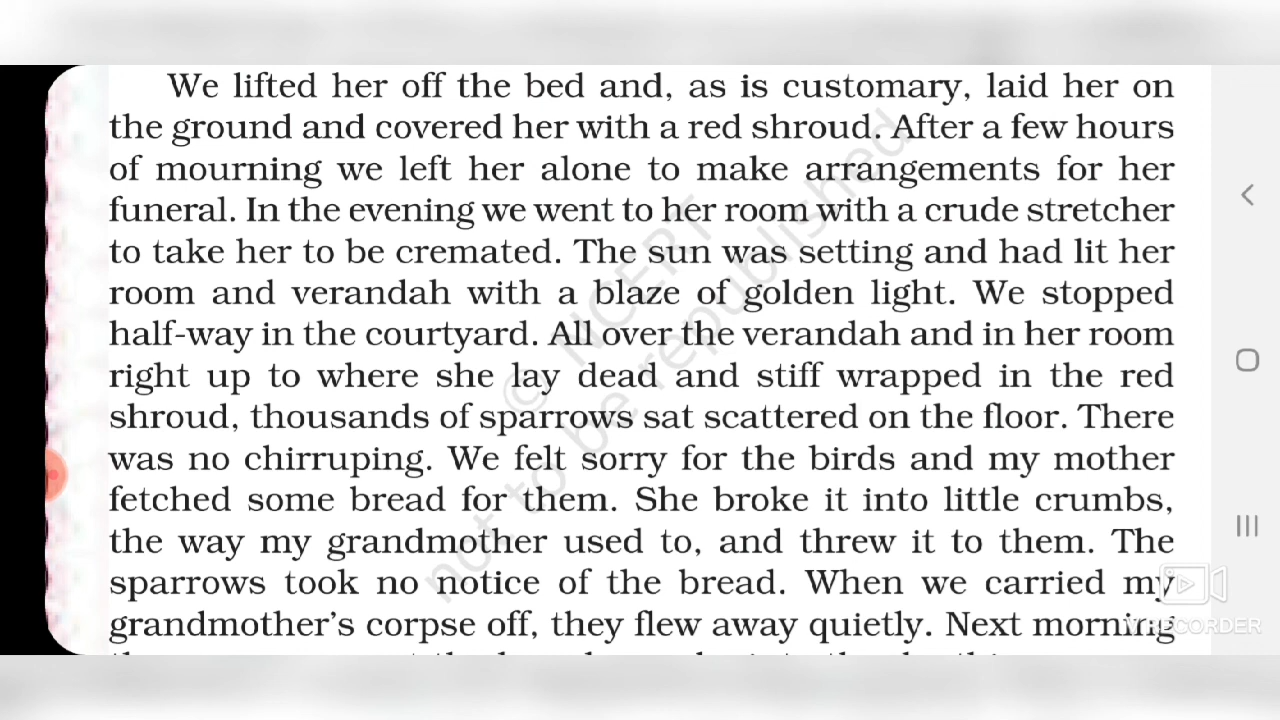 We lifted her off the bed and, as is customary, laid her on
the ground and covered her with a red shroud. After a few hours
of mourning we left her alone to make arrangements for her
funeral. In the evening we went to her room with a crude stretcher
to take her to be cremated. The sun was setting and had lit her
room and verandah with a blaze of golden light. We stopped
half-way in the courtyard. All over the verandah and in her room
right up to where she lay dead and stiff wrapped in the red
shroud, thousands of sparrows sat scattered on the floor. There
was no chirruping. We felt sorry for the birds and my mother
fetched some bread for them. She broke it into little crumbs,
the way my grandmother used to, and threw it to them. The
sparrows took no notice of the bread. When we carried my
grandmother's corpse off, they flew away quietly. Next morning
© NCERT
not to be republished
RECORDER